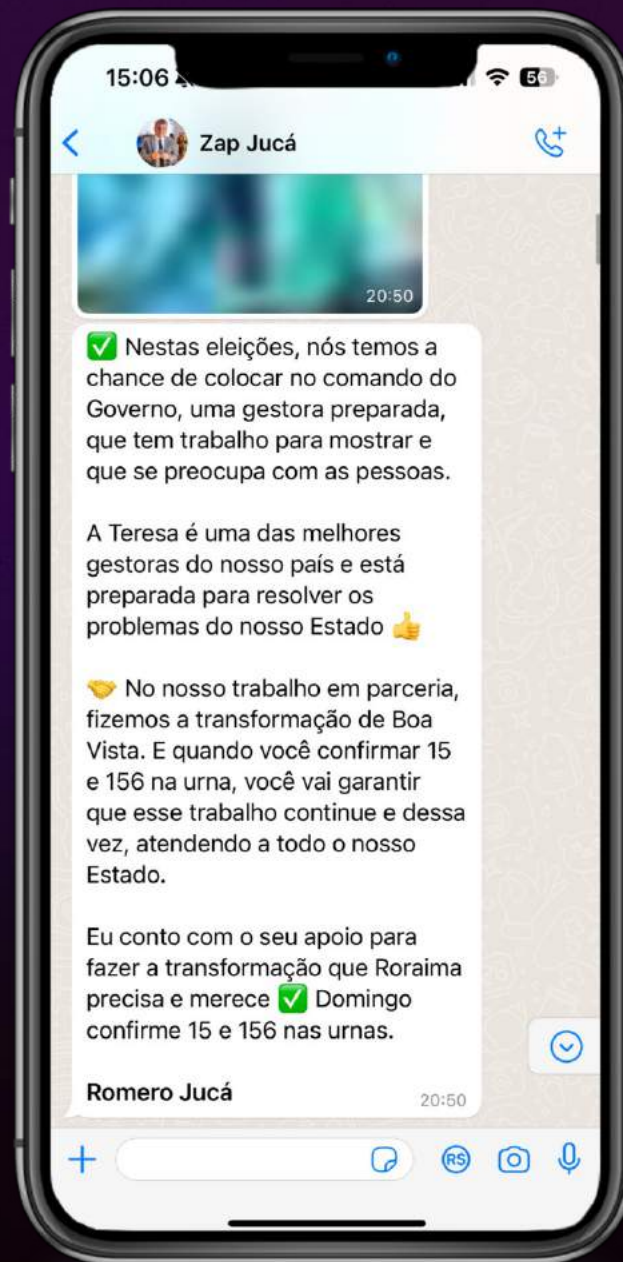 15:06
56
Zap Jucá
20:50
✅ Nestas eleições, nós temos a
chance de colocar no comando do
Governo, uma gestora preparada,
que tem trabalho para mostrar e
que se preocupa com as pessoas.
A Teresa é uma das melhores
gestoras do nosso país e está
preparada para resolver os
problemas do nosso Estado 👍
🤝 No nosso trabalho em parceria,
fizemos a transformação de Boa
Vista. E quando você confirmar 15
e 156 na urna, você vai garantir
que esse trabalho continue e dessa
vez, atendendo a todo o nosso
Estado.
Eu conto com o seu apoio para
fazer a transformação que Roraima
precisa e merece ✅ Domingo
confirme 15 e 156 nas urnas.
Romero Jucá
20:50
R$